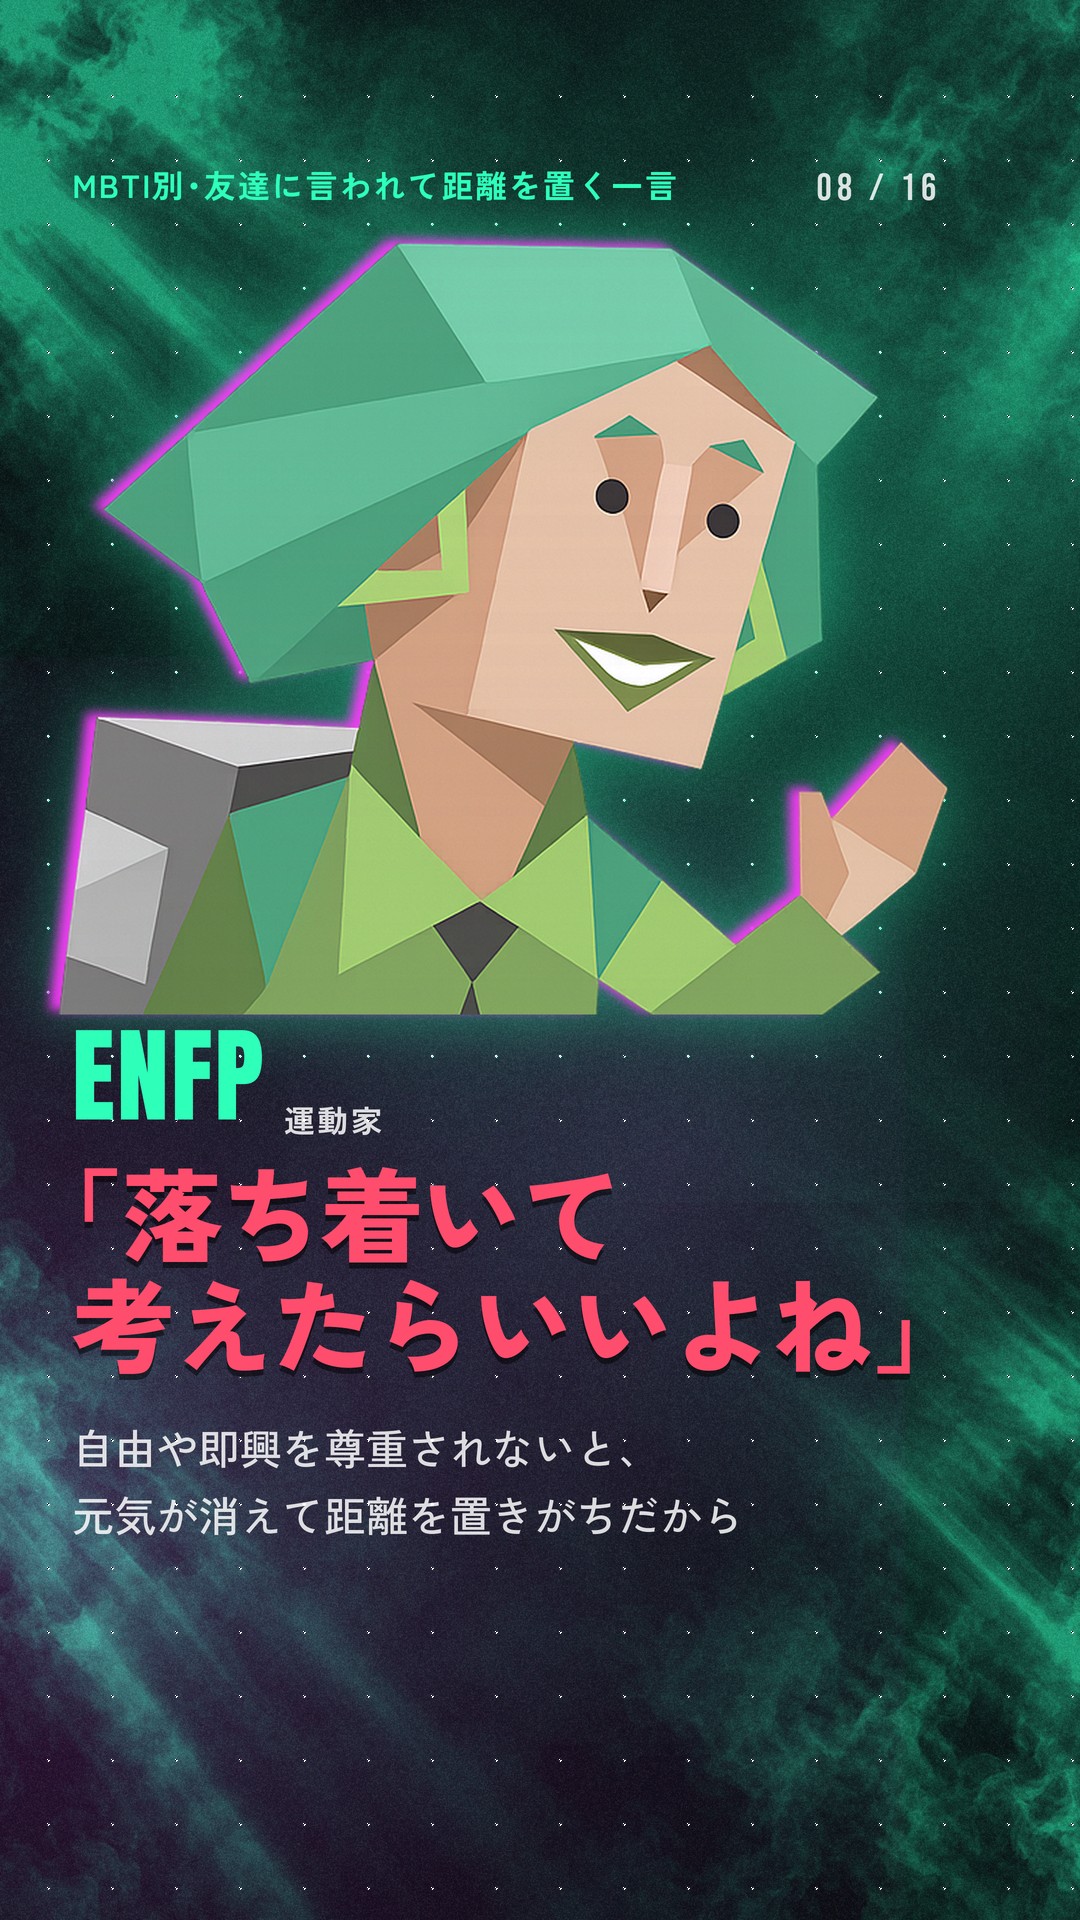 MBTI別・友達に言われて距離を置く一言
08 / 16
ENFP
運動家
「落ち着いて
考えたらいいよね」
自由や即興を尊重されないと、
元気が消えて距離を置きがちだから